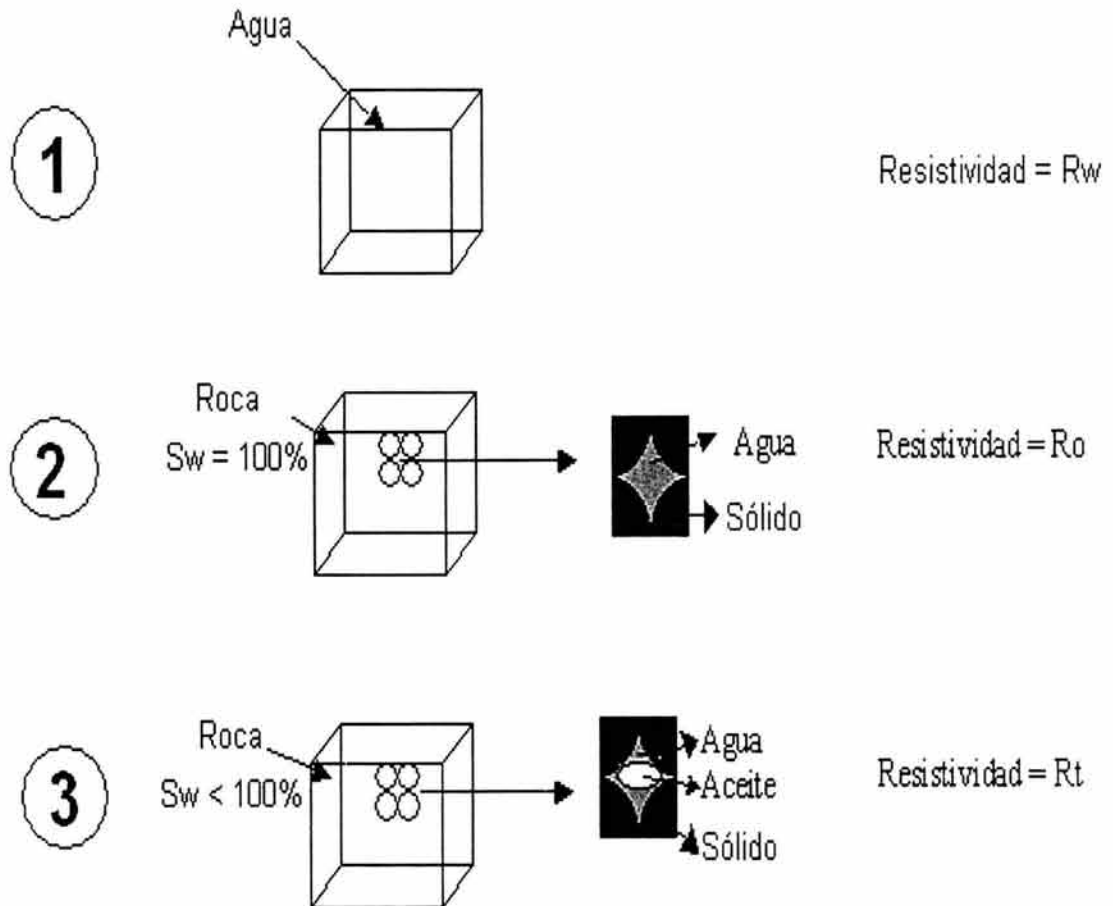 Agua
1
Resistividad = Rw
Roca
Sw = 100%
2
Agua
Sólido
Resistividad = Ro
Roca
Sw < 100%
3
Agua
Aceite
Sólido
Resistividad = Rt